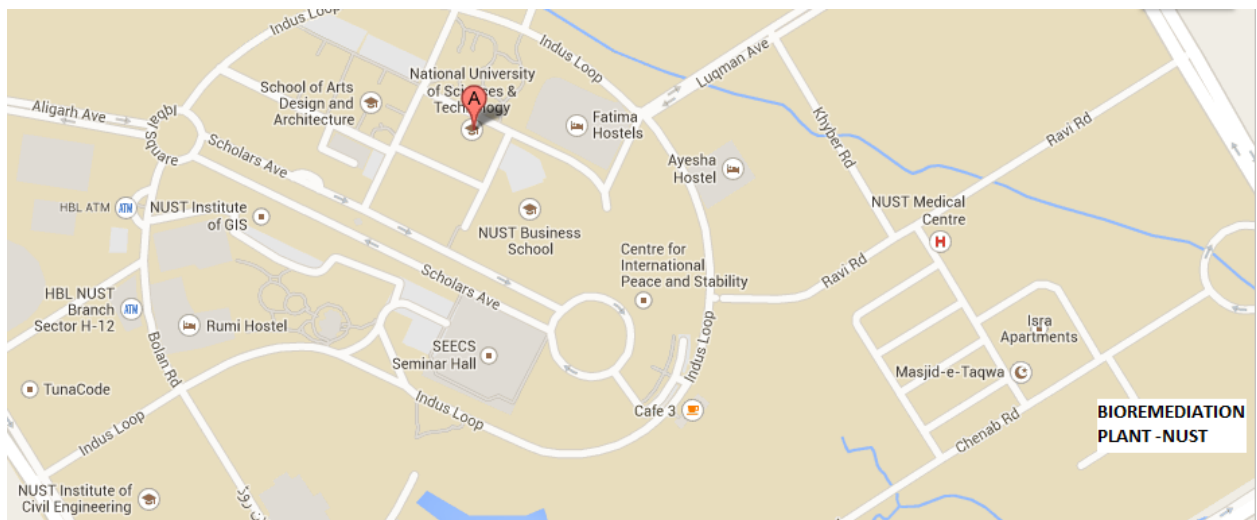 Indus Loop
Indus Loop
Luqman Ave
National University
of Sciences &
Technology
A
School of Arts
Design and
Architecture
Aligarh Ave
Iqbal Square
Scholars Ave
Fatima
Hostels
Khyber Rd
Ravi Rd
Ayesha
Hostel
HBL ATM
ATM
NUST Institute
of GIS
NUST Business
School
NUST Medical
Centre
H
Centre for
International
Peace and Stability
Ravi Rd
Scholars Ave
HBL NUST
Branch
Sector H-12
ATM
Rumi Hostel
Bolan Rd
SEECS
Seminar Hall
Indus Loop
Isra
Apartments
Masjid-e-Taqwa
TunaCode
Indus Loop
Indus Loop
Cafe 3
Chenab Rd
BIOREMEDIATION
PLANT -NUST
NUST Institute of
Civil Engineering